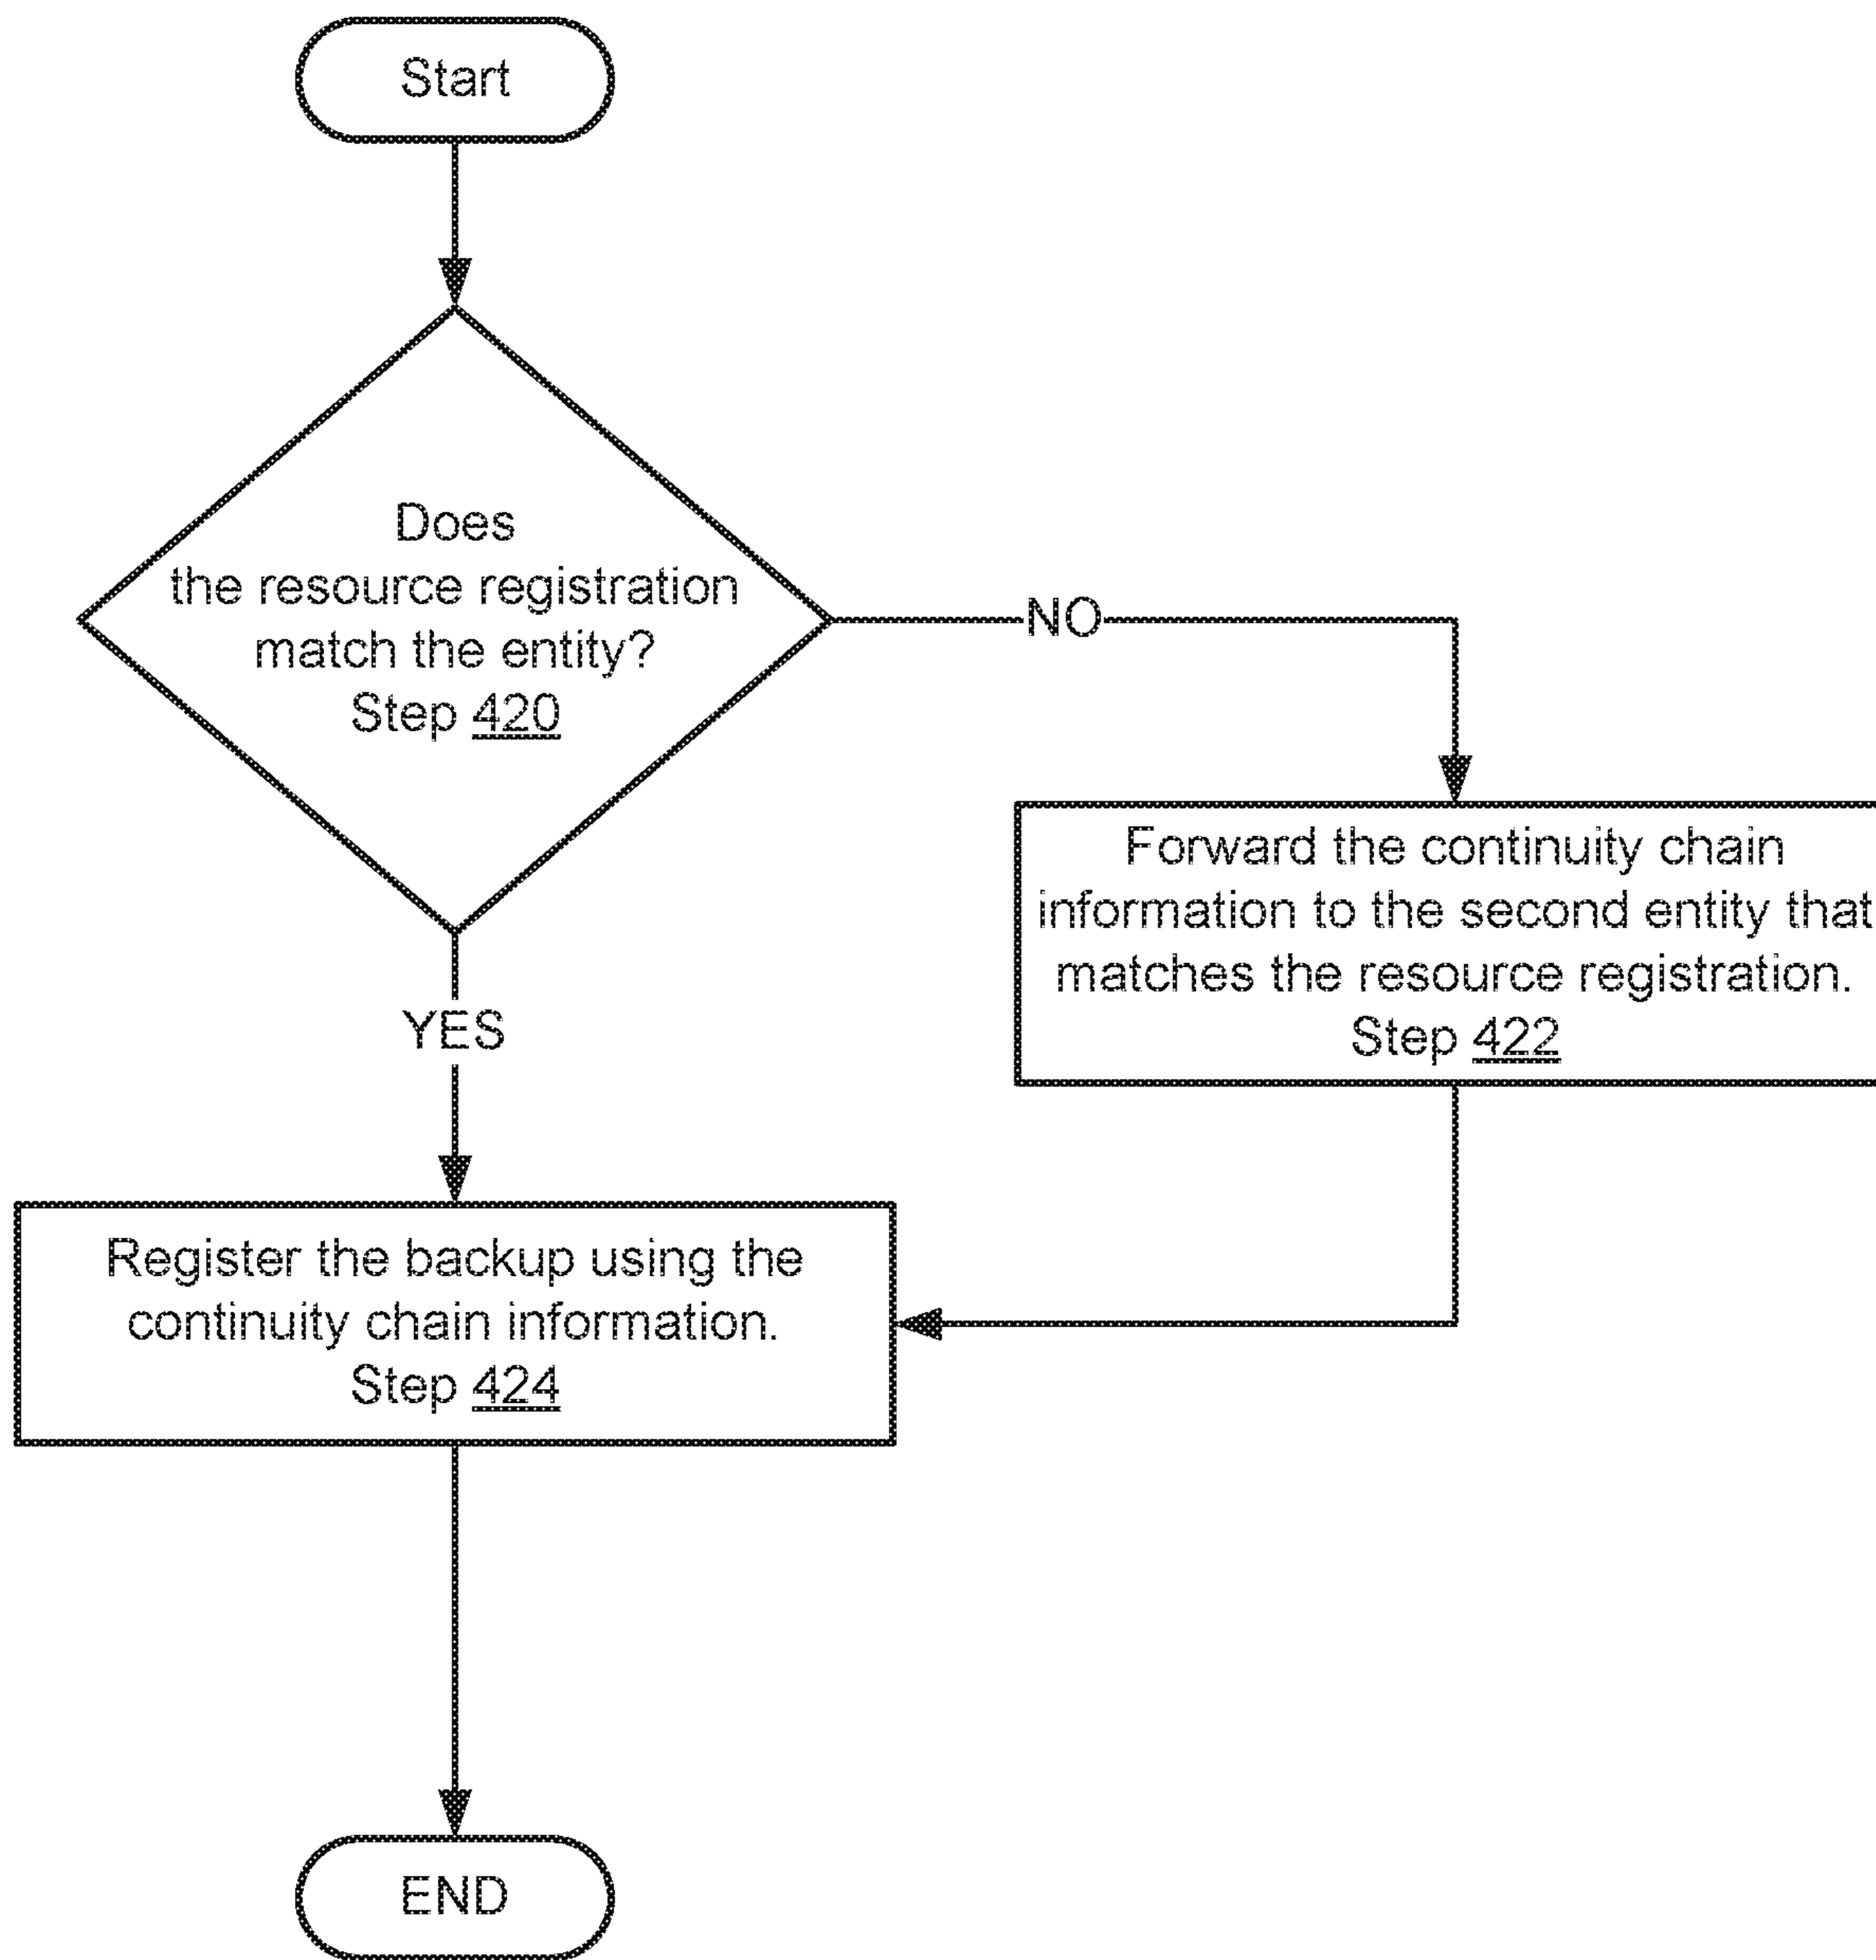 Start
Does
the resource registration
match the entity?
Step 420
NO
Forward the continuity chain
information to the second entity that
matches the resource registration.
Step 422
YES
Register the backup using the
continuity chain information.
Step 424
END